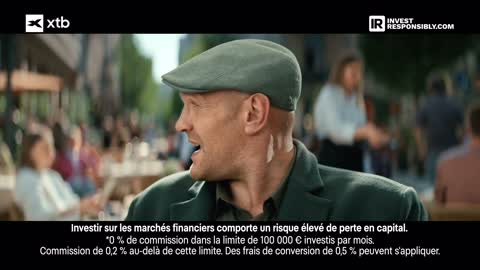 xtb
IR INVEST
RESPONSIBLY.COM
Investir sur les marchés financiers comporte un risque élevé de perte en capital.
*0 % de commission dans la limite de 100 000 € investis par mois.
Commission de 0,2 % au-delà de cette limite. Des frais de conversion de 0,5 % peuvent s'appliquer.